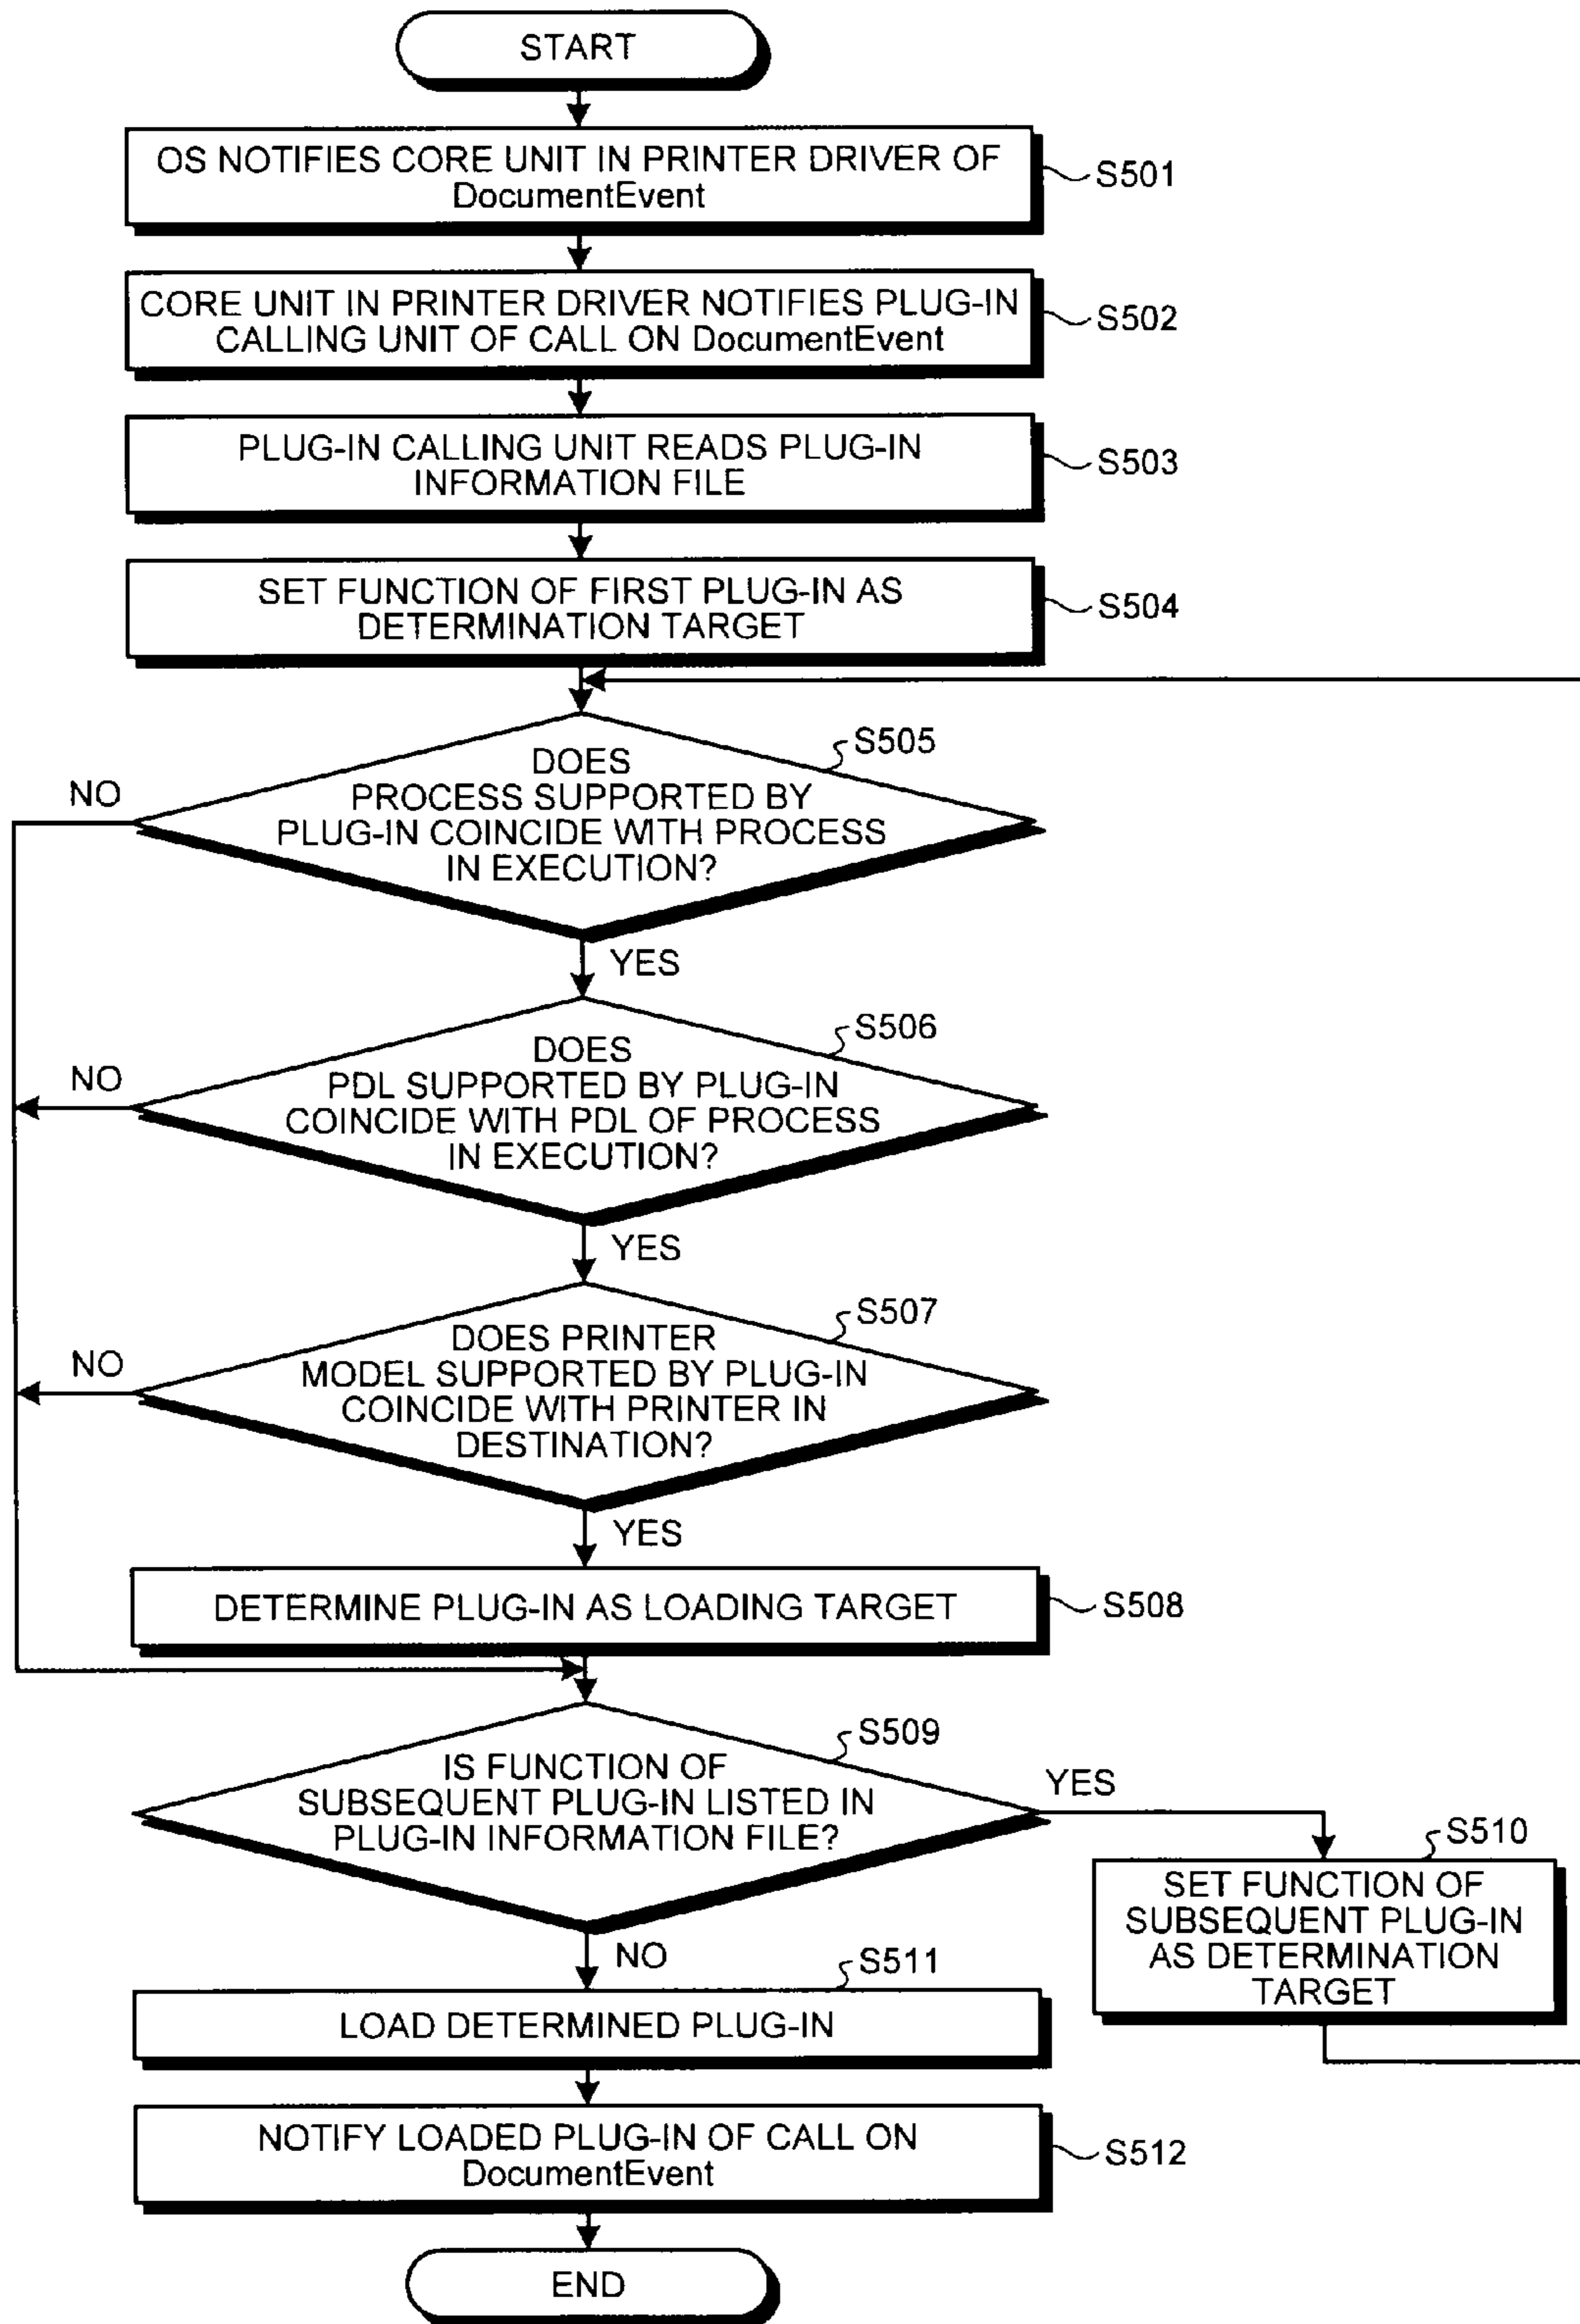 START
OS NOTIFIES CORE UNIT IN PRINTER DRIVER OF
DocumentEvent
S501
CORE UNIT IN PRINTER DRIVER NOTIFIES PLUG-IN
CALLING UNIT OF CALL ON DocumentEvent
S502
PLUG-IN CALLING UNIT READS PLUG-IN
INFORMATION FILE
S503
SET FUNCTION OF FIRST PLUG-IN AS
DETERMINATION TARGET
S504
S505
DOES
PROCESS SUPPORTED BY
PLUG-IN COINCIDE WITH PROCESS
IN EXECUTION?
NO
YES
S506
DOES
PDL SUPPORTED BY PLUG-IN
COINCIDE WITH PDL OF PROCESS
IN EXECUTION?
NO
YES
S507
DOES PRINTER
MODEL SUPPORTED BY PLUG-IN
COINCIDE WITH PRINTER IN
DESTINATION?
NO
YES
DETERMINE PLUG-IN AS LOADING TARGET
S508
S509
IS FUNCTION OF
SUBSEQUENT PLUG-IN LISTED IN
PLUG-IN INFORMATION FILE?
YES
S510
SET FUNCTION OF
SUBSEQUENT PLUG-IN
AS DETERMINATION
TARGET
NO
S511
LOAD DETERMINED PLUG-IN
NOTIFY LOADED PLUG-IN OF CALL ON
DocumentEvent
S512
END